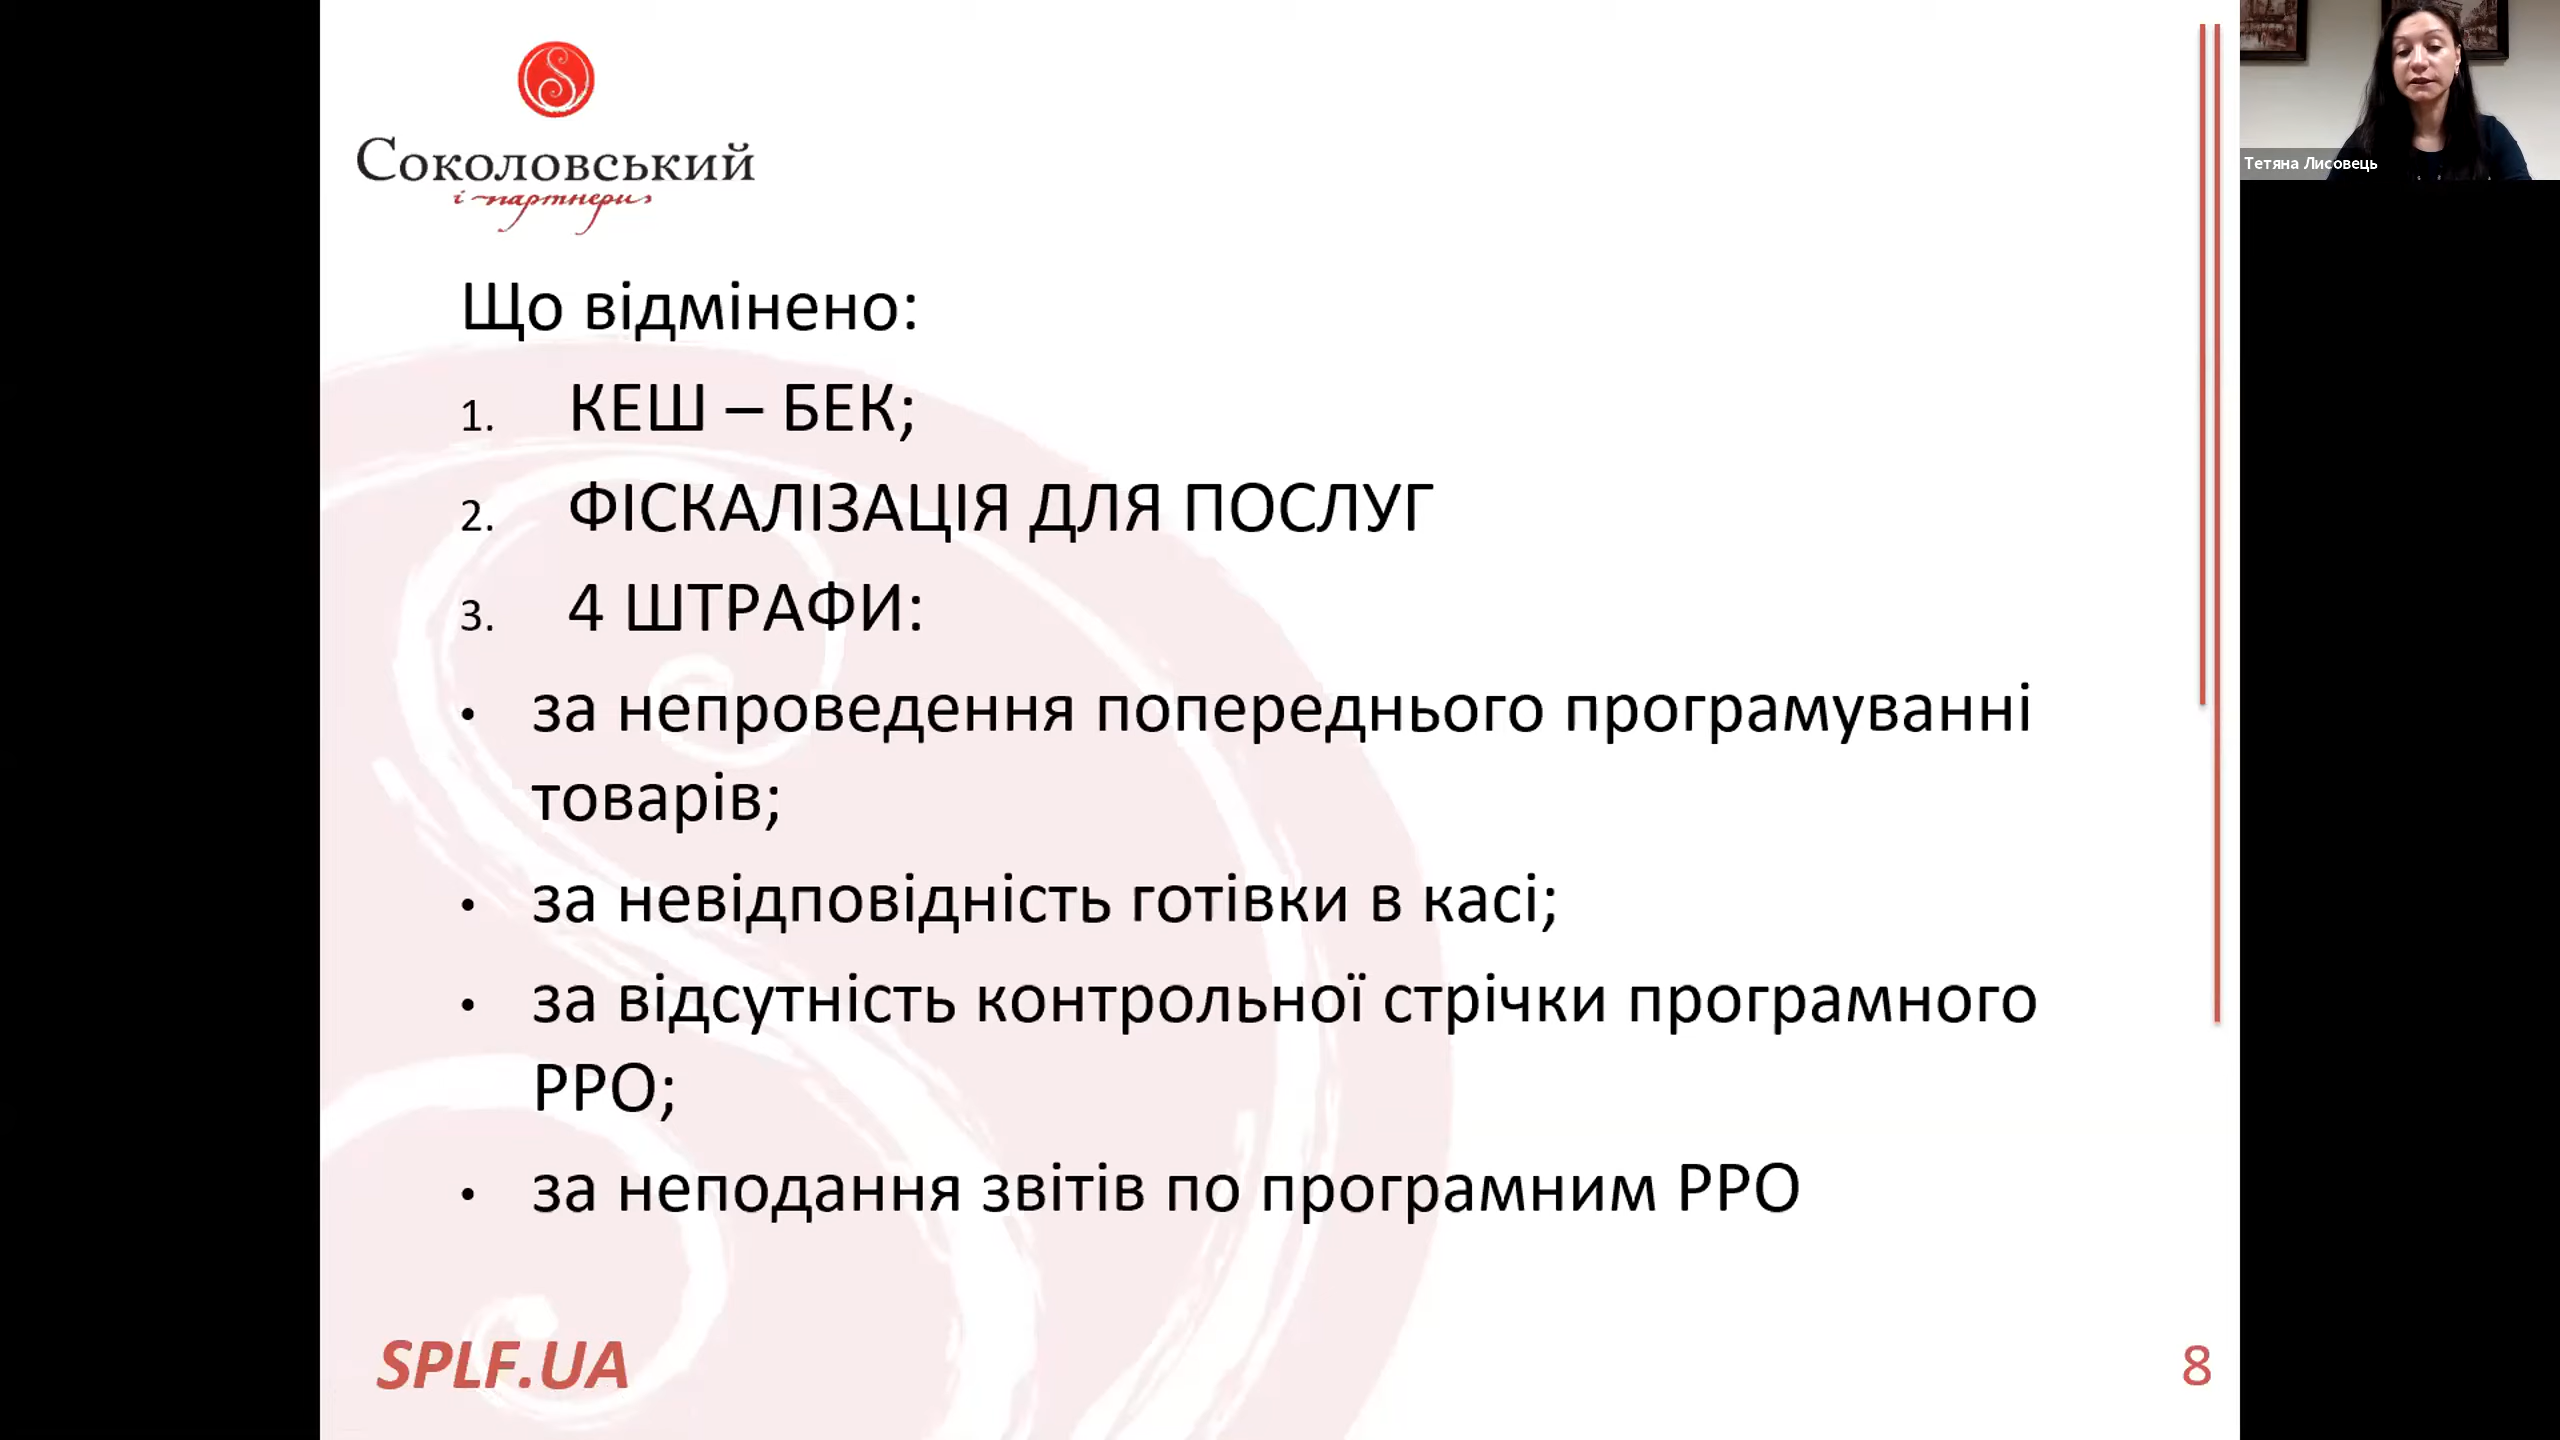 Соколовський
і партнери
Тетяна Лисовець
Що відмінено:
1. КЕШ – БЕК;
2. ФІСКАЛІЗАЦІЯ ДЛЯ ПОСЛУГ
3. 4 ШТРАФИ:
• за непроведення попереднього програмуванні
товарів;
• за невідповідність готівки в касі;
• за відсутність контрольної стрічки програмного
РРО;
• за неподання звітів по програмним РРО
SPLF.UA
8